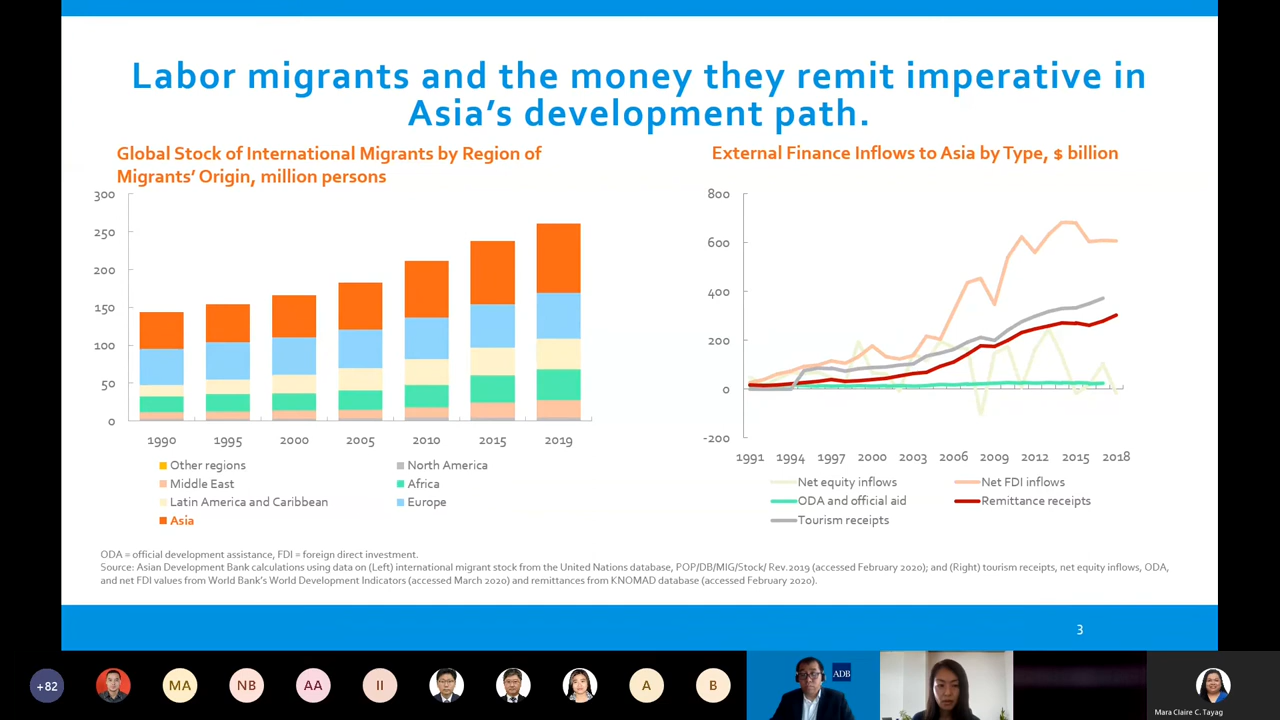 Labor migrants and the money they remit imperative in
Asia's development path.
Global Stock of International Migrants by Region of
Migrants' Origin, million persons
300
250
200
150
100
50
0
1990 1995 2000 2005 2010 2015 2019
Other regions
North America
Middle East
Africa
Latin America and Caribbean
Europe
Asia
External Finance Inflows to Asia by Type, $ billion
800
600
400
200
0
-200
1991 1994 1997 2000 2003 2006 2009 2012 2015 2018
Net equity inflows
Net FDI inflows
ODA and official aid
Remittance receipts
Tourism receipts
ODA = official development assistance, FDI = foreign direct investment.
Source: Asian Development Bank calculations using data on (Left) international migrant stock from the United Nations database, POP/DB/MIG/Stock/ Rev.2019 (accessed February 2020); and (Right) tourism receipts, net equity inflows, ODA,
and net FDI values from World Bank's World Development Indicators (accessed March 2020) and remittances from KNOMAD database (accessed February 2020).
3
+82
MA
NB
AA
II
A
B
ADB
Mara Claire C. Tayag